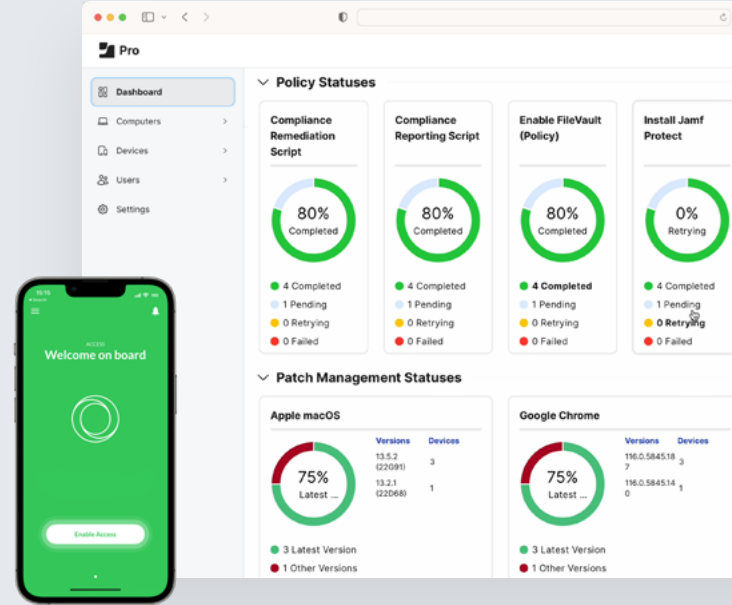 Pro
Dashboard
Computers
Devices
Users
Settings
Policy Statuses
Compliance
Remediation
Script
80%
Completed
4 Completed
1 Pending
0 Retrying
0 Failed
Compliance
Reporting Script
80%
Completed
4 Completed
1 Pending
0 Retrying
0 Failed
Enable FileVault
(Policy)
80%
Completed
4 Completed
1 Pending
0 Retrying
0 Failed
Install Jamf
Protect
0%
Retrying
4 Completed
1 Pending
0 Retrying
0 Failed
Patch Management Statuses
Apple macOS
75%
Latest ...
Versions Devices
13.5.2
(22G91) 3
13.2.1
(22D68) 1
3 Latest Version
1 Other Versions
Google Chrome
75%
Latest ...
Versions Devices
116.0.5845.18
7 3
116.0.5845.14
0 1
3 Latest Version
1 Other Versions
ACCESS
Welcome on board
Enable Access